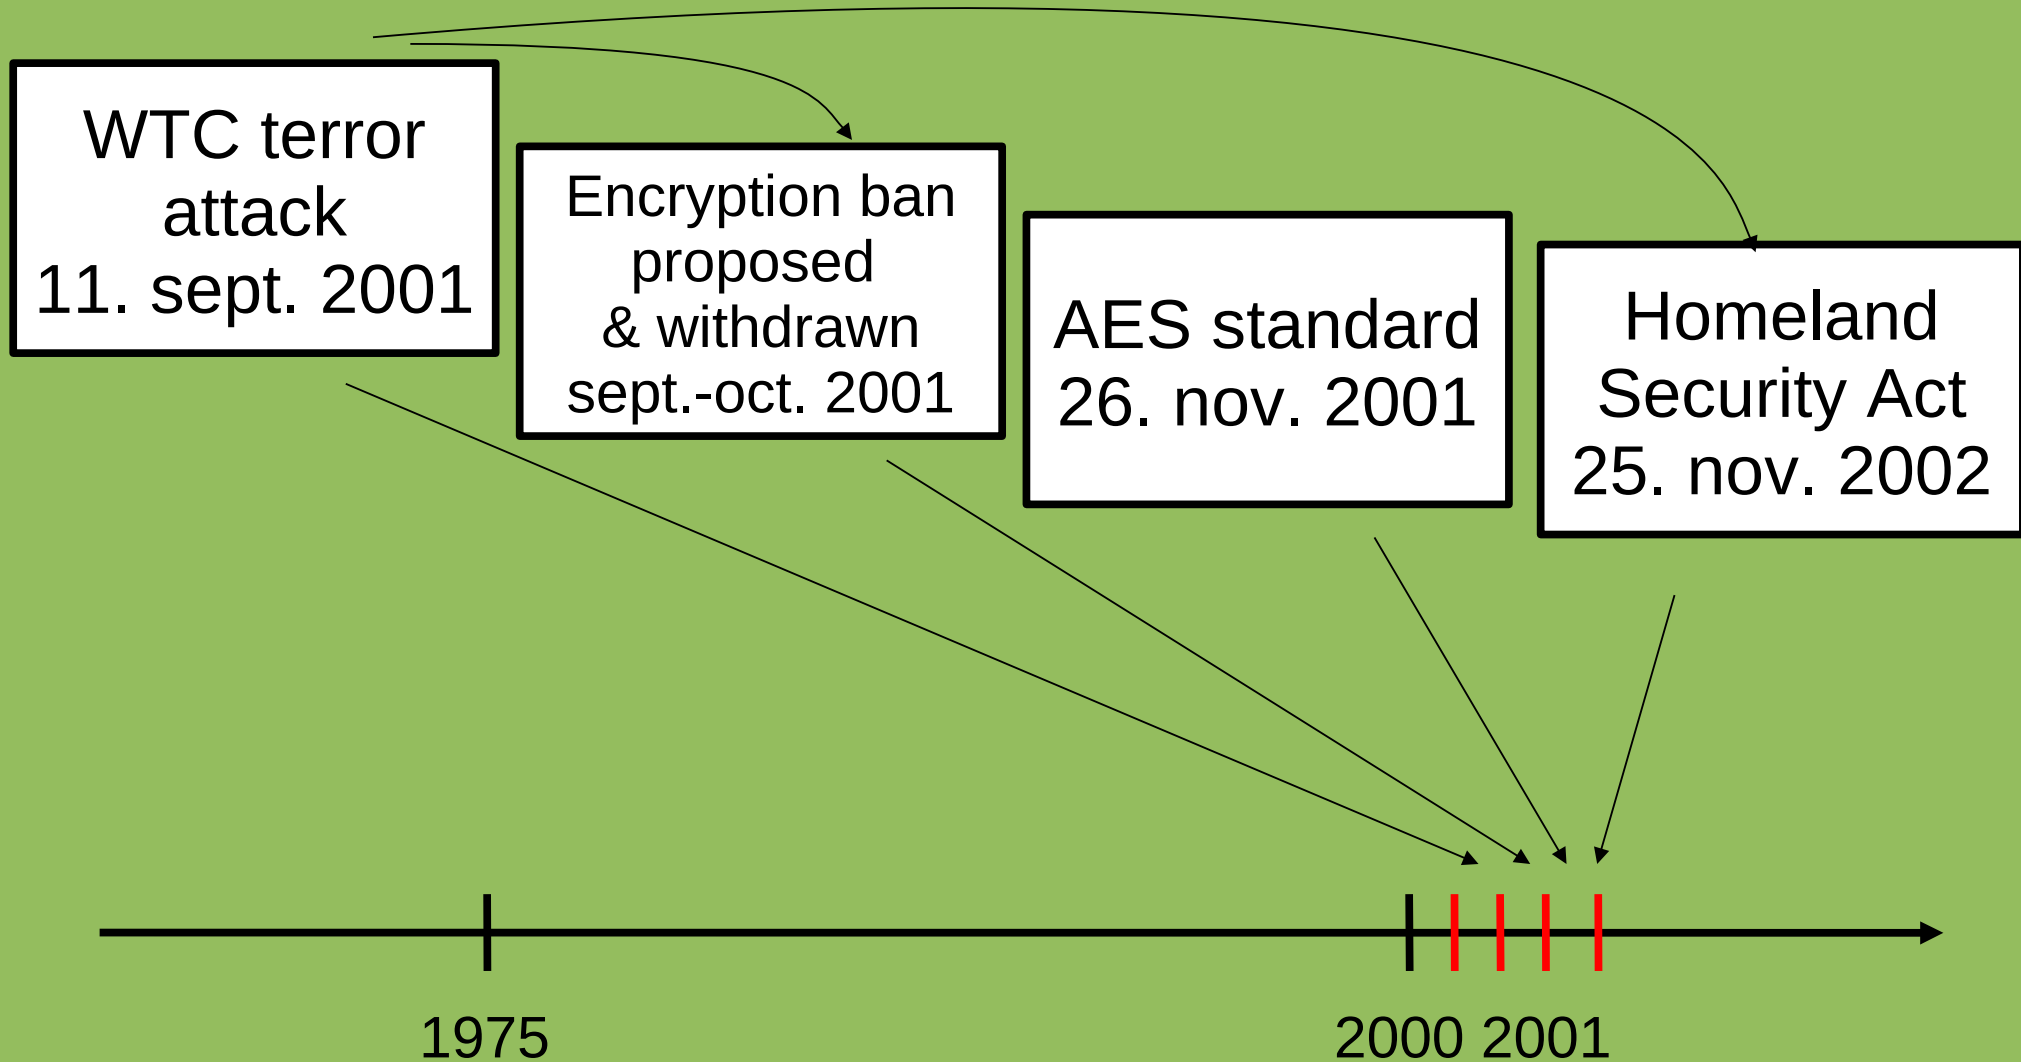 WTC terror
attack
11. sept. 2001
Encryption ban
proposed
& withdrawn
sept.-oct. 2001
AES standard
26. nov. 2001
Homeland
Security Act
25. nov. 2002
1975
2000 2001